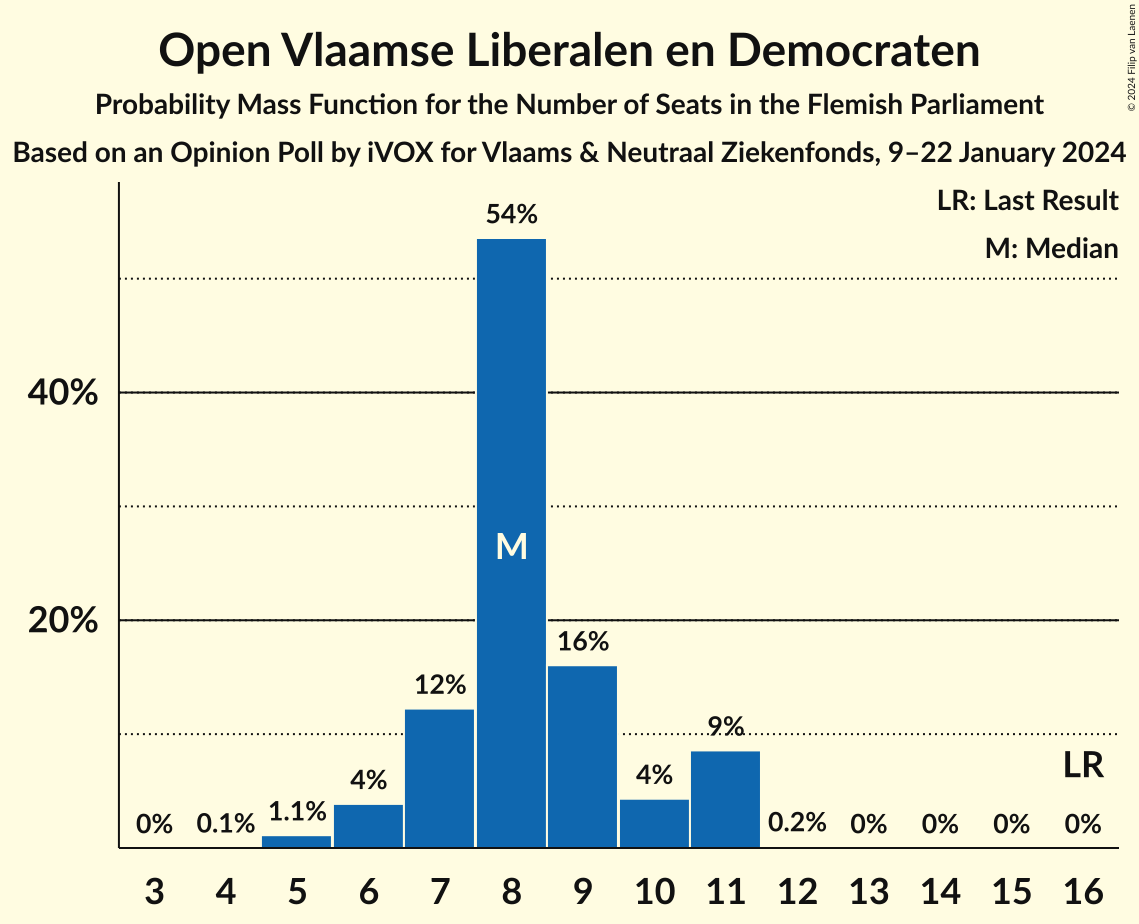 Open Vlaamse Liberalen en Democraten
Probability Mass Function for the Number of Seats in the Flemish Parliament
Based on an Opinion Poll by iVOX for Vlaams & Neutraal Ziekenfonds, 9–22 January 2024
© 2024 Filip van Laenen
LR: Last Result
M: Median
54%
40%
M
20%
16%
12%
9%
4%
4%
LR
0%
0.1%
1.1%
0.2%
0%
0%
0%
0%
3 4 5 6 7 8 9 10 11 12 13 14 15 16